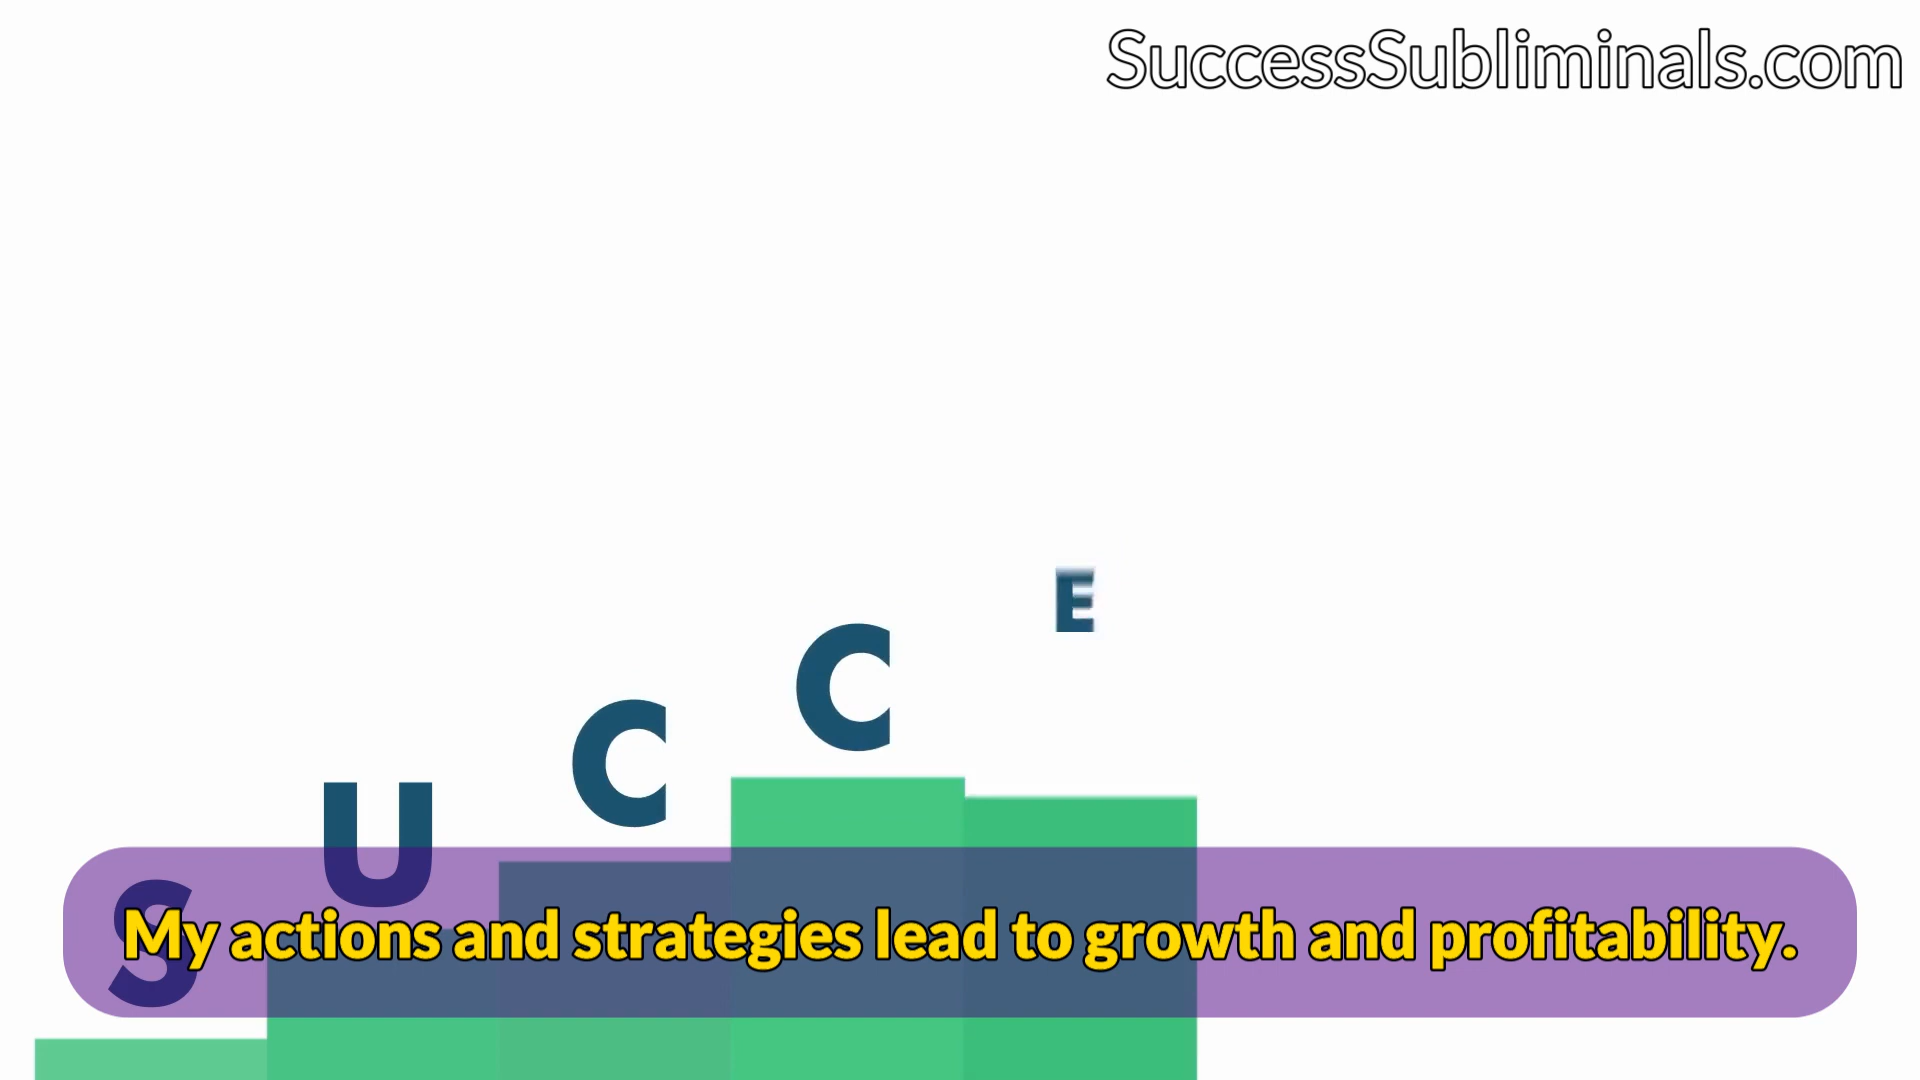 SuccessSubliminals.com
S U C C E
My actions and strategies lead to growth and profitability.